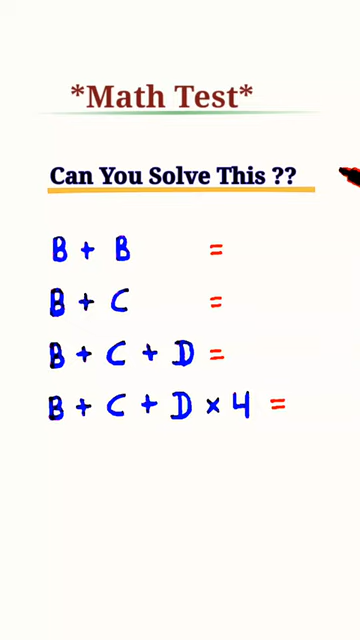 *Math Test*
Can You Solve This ??
B + B =
B + C =
B + C + D =
B + C + D × 4 =